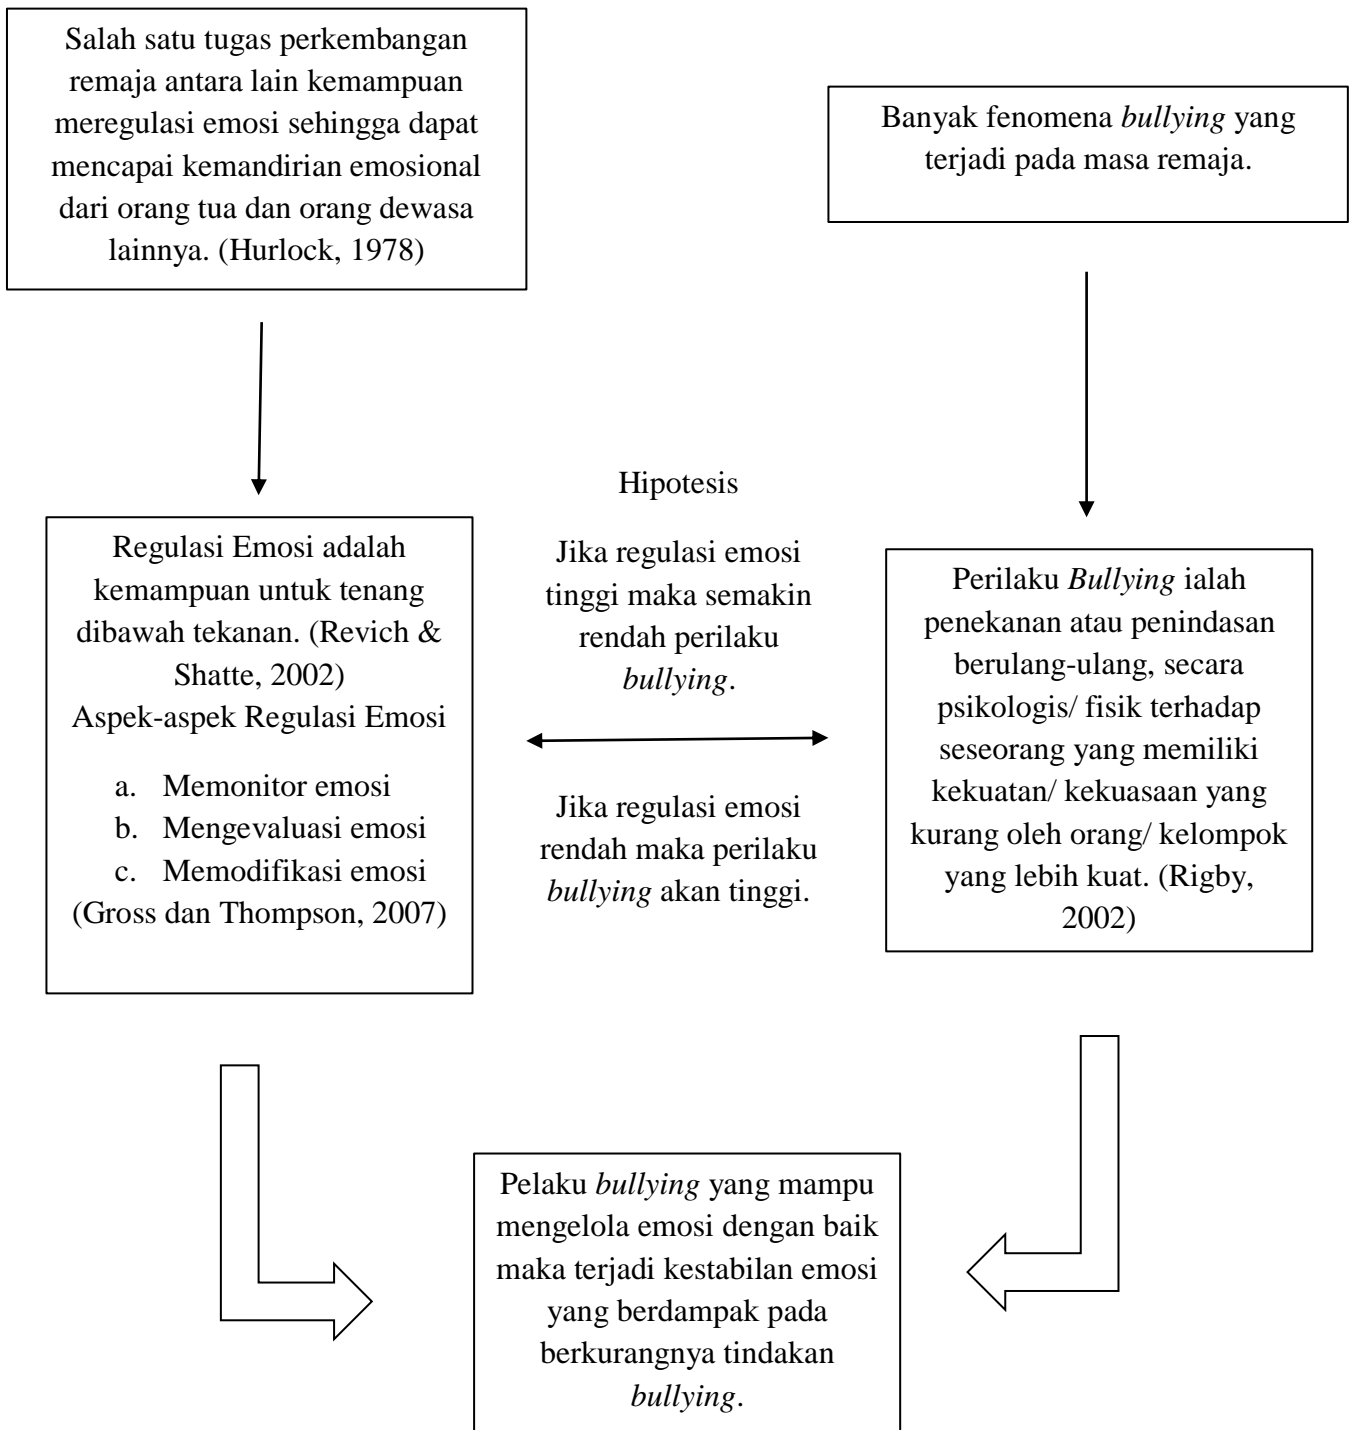 Salah satu tugas perkembangan
remaja antara lain kemampuan
meregulasi emosi sehingga dapat
mencapai kemandirian emosional
dari orang tua dan orang dewasa
lainnya. (Hurlock, 1978)
Banyak fenomena bullying yang
terjadi pada masa remaja.
Regulasi Emosi adalah
kemampuan untuk tenang
dibawah tekanan. (Revich &
Shatte, 2002)
Aspek-aspek Regulasi Emosi
a. Memonitor emosi
b. Mengevaluasi emosi
c. Memodifikasi emosi
(Gross dan Thompson, 2007)
Hipotesis
Jika regulasi emosi
tinggi maka semakin
rendah perilaku
bullying.
Jika regulasi emosi
rendah maka perilaku
bullying akan tinggi.
Perilaku Bullying ialah
penekanan atau penindasan
berulang-ulang, secara
psikologis/ fisik terhadap
seseorang yang memiliki
kekuatan/ kekuasaan yang
kurang oleh orang/ kelompok
yang lebih kuat. (Rigby,
2002)
Pelaku bullying yang mampu
mengelola emosi dengan baik
maka terjadi kestabilan emosi
yang berdampak pada
berkurangnya tindakan
bullying.